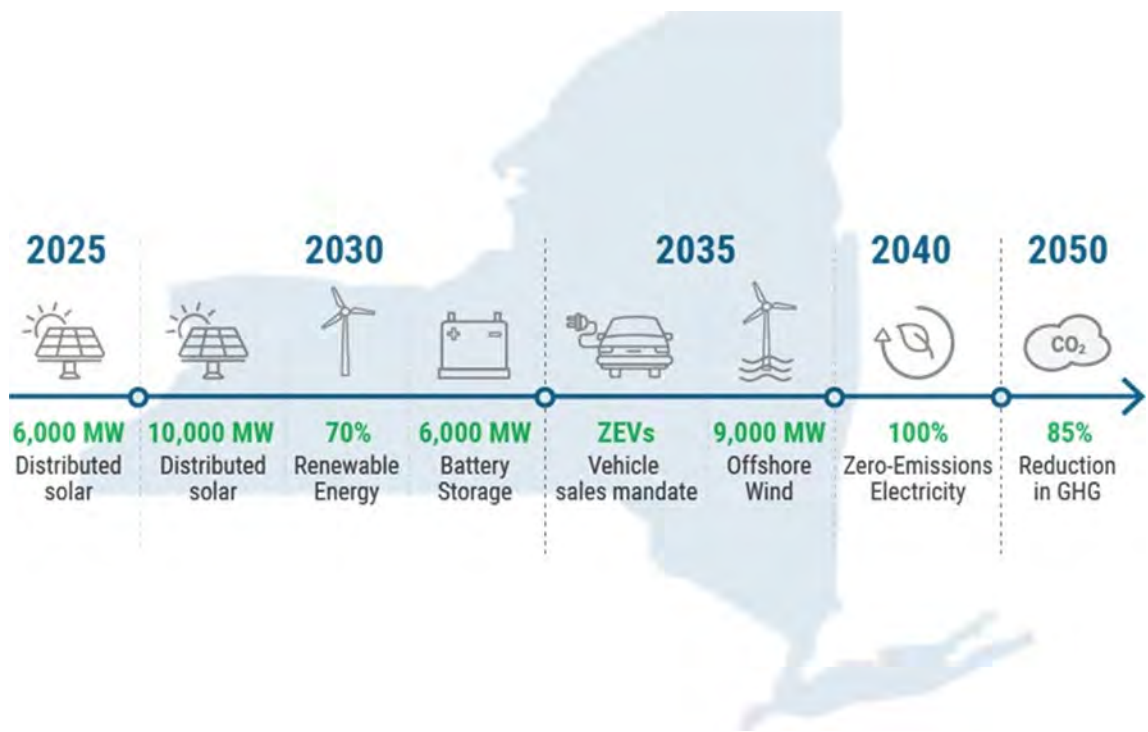 2025
2030
2035
2040
2050
+
-
CO₂
6,000 MW
Distributed
solar
10,000 MW
Distributed
solar
70%
Renewable
Energy
6,000 MW
Battery
Storage
ZEVs
Vehicle
sales mandate
9,000 MW
Offshore
Wind
100%
Zero-Emissions
Electricity
85%
Reduction
in GHG